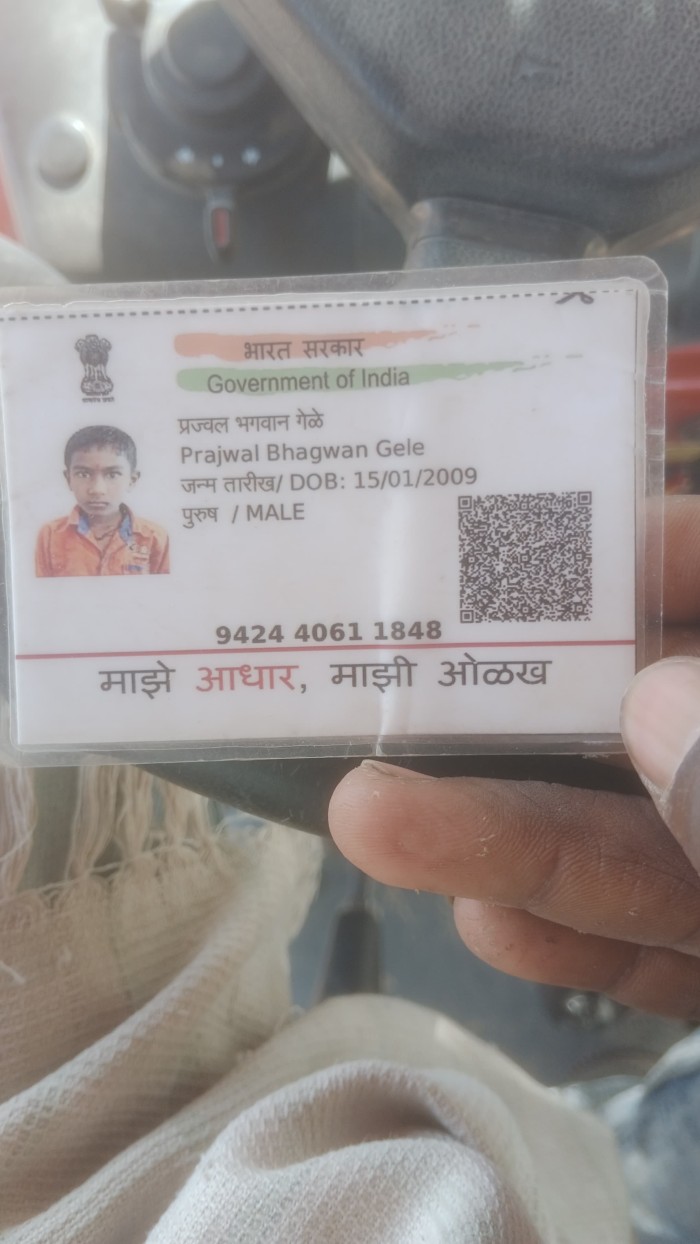 भारत सरकार
Government of India
प्रज्वल भगवान गेळे
Prajwal Bhagwan Gele
जन्म तारीख/ DOB: 15/01/2009
पुरुष / MALE
9424 4061 1848
माझे आधार, माझी ओळख